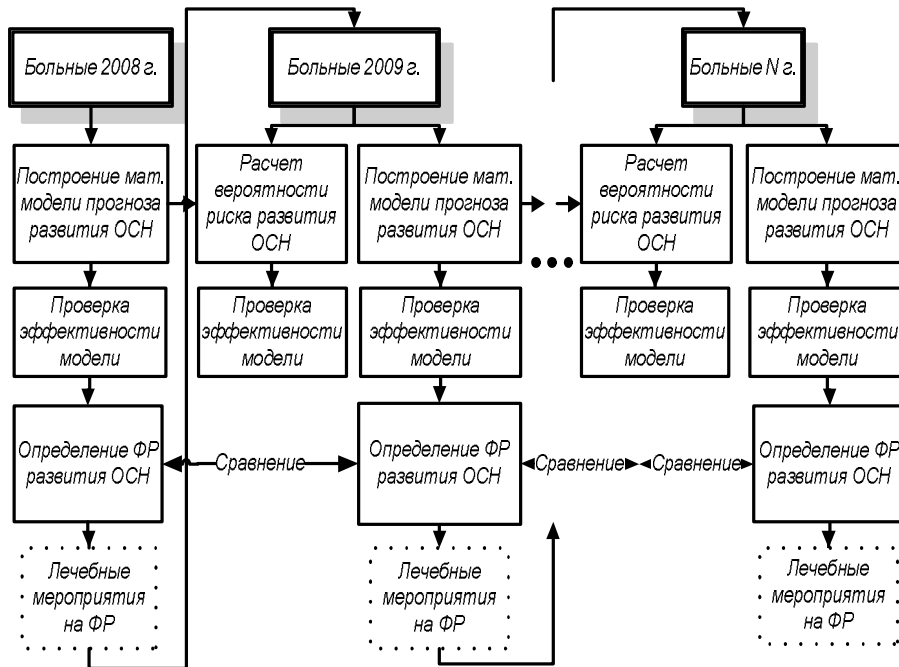 Больные 2008 г.
Больные 2009 г.
Больные N г.
Построение мат.
модели прогноза
развития ОСН
Расчет
вероятности
риска развития
ОСН
Построение мат.
модели прогноза
развития ОСН
Расчет
вероятности
риска развития
ОСН
Построение мат.
модели прогноза
развития ОСН
Проверка
эффективности
модели
Проверка
эффективности
модели
Проверка
эффективности
модели
Проверка
эффективности
модели
Проверка
эффективности
модели
Определение ФР
развития ОСН
Сравнение
Определение ФР
развития ОСН
Сравнение
Сравнение
Определение ФР
развития ОСН
Лечебные
мероприятия
на ФР
Лечебные
мероприятия
на ФР
Лечебные
мероприятия
на ФР